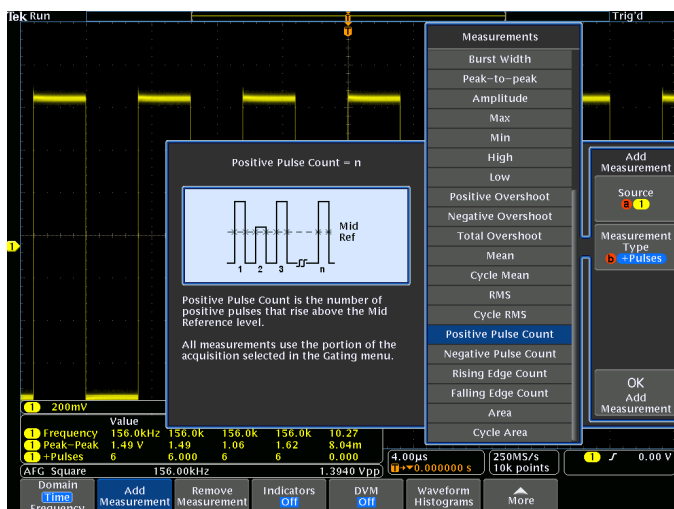 Tek Run Trig'd
T
T
Measurements
Burst Width
Peak-to-peak
Amplitude
Max
Min
High
Low
Positive Overshoot
Negative Overshoot
Total Overshoot
Mean
Cycle Mean
RMS
Cycle RMS
Positive Pulse Count
Negative Pulse Count
Rising Edge Count
Falling Edge Count
Area
Cycle Area
Positive Pulse Count = n
Mid
Ref
1 2 3 n
Positive Pulse Count is the number of
positive pulses that rise above the Mid
Reference level.
All measurements use the portion of the
acquisition selected in the Gating menu.
Add
Measurement
Source
a 1
Measurement
Type
b +Pulses
OK
Add
Measurement
1
1 200mV
Value
1 Frequency 156.0kHz 156.0k 156.0k 156.0k 10.27
1 Peak-Peak 1.49 V 1.49 1.06 1.62 8.04m
1 +Pulses 6 6.000 6 6 0.000
4.00µs
T→▼0.000000 s
250MS/s
10k points
1 0.00 V
AFG Square 156.00kHz 1.3940 Vpp
Domain
Time
Frequency
Add
Measurement
Remove
Measurement
Indicators
Off
DVM
Off
Waveform
Histograms
More